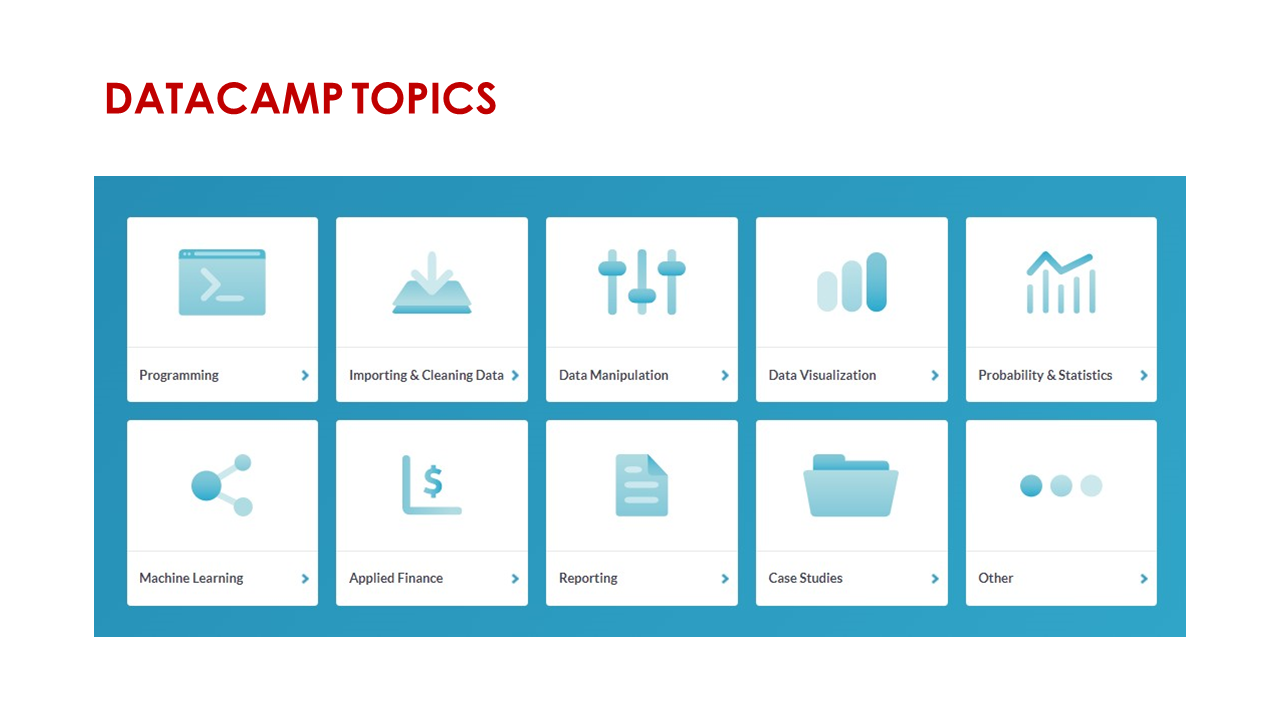 DATACAMP TOPICS
Programming
Importing & Cleaning Data
Data Manipulation
Data Visualization
Probability & Statistics
Machine Learning
Applied Finance
Reporting
Case Studies
Other